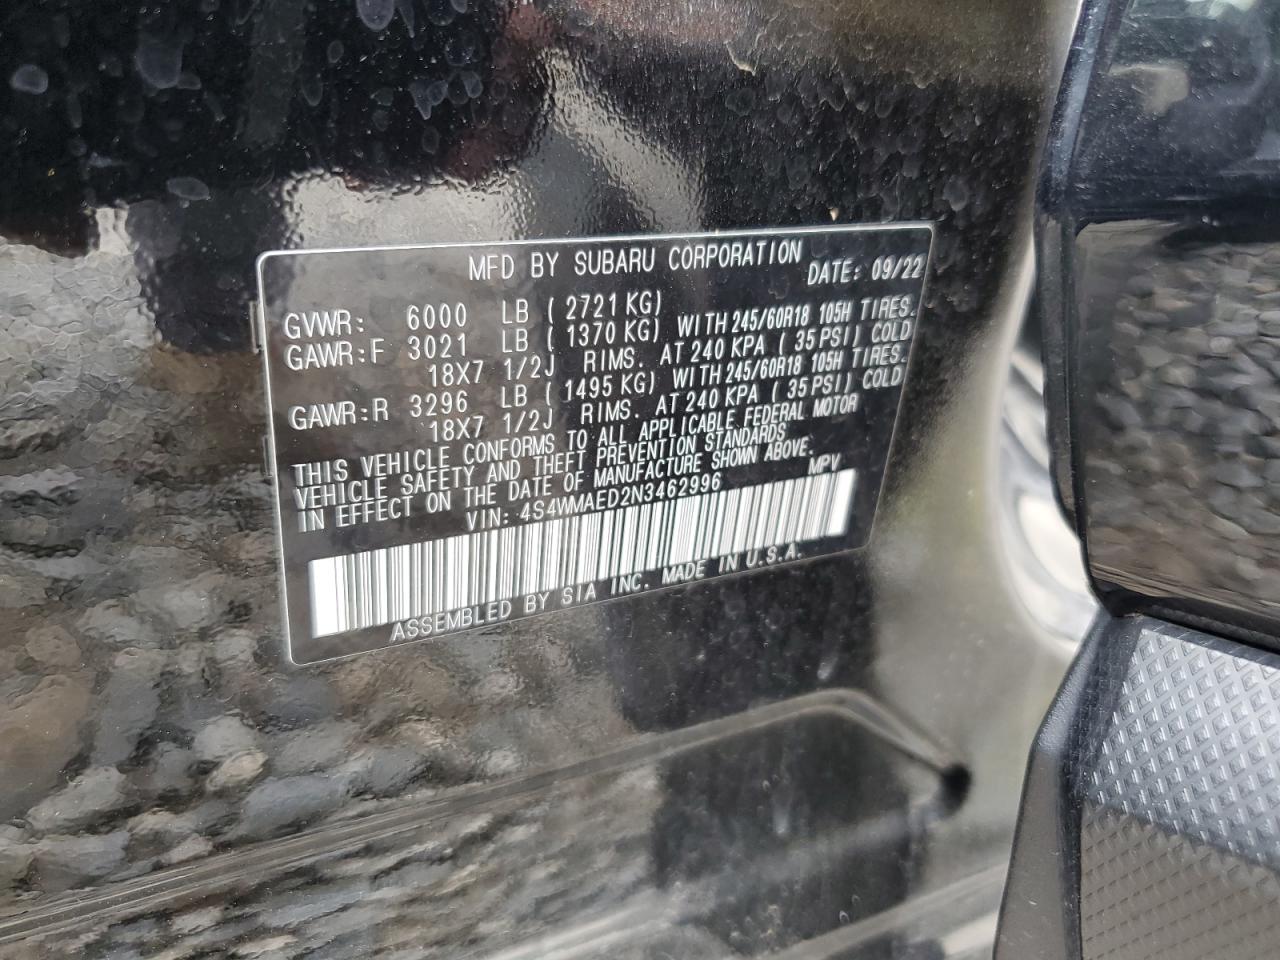 MFD BY SUBARU CORPORATION DATE: 09/22
GVWR: 6000 LB ( 2721 KG)
GAWR:F 3021 LB ( 1370 KG) WITH 245/60R18 105H TIRES.
18X7 1/2J RIMS. AT 240 KPA ( 35 PSI) COLD
GAWR:R 3296 LB ( 1495 KG) WITH 245/60R18 105H TIRES.
18X7 1/2J RIMS. AT 240 KPA ( 35 PSI) COLD
THIS VEHICLE CONFORMS TO ALL APPLICABLE FEDERAL MOTOR
VEHICLE SAFETY AND THEFT PREVENTION STANDARDS
IN EFFECT ON THE DATE OF MANUFACTURE SHOWN ABOVE.
VIN: 4S4WMAED2N3462996 MPV
ASSEMBLED BY SIA INC. MADE IN U.S.A.